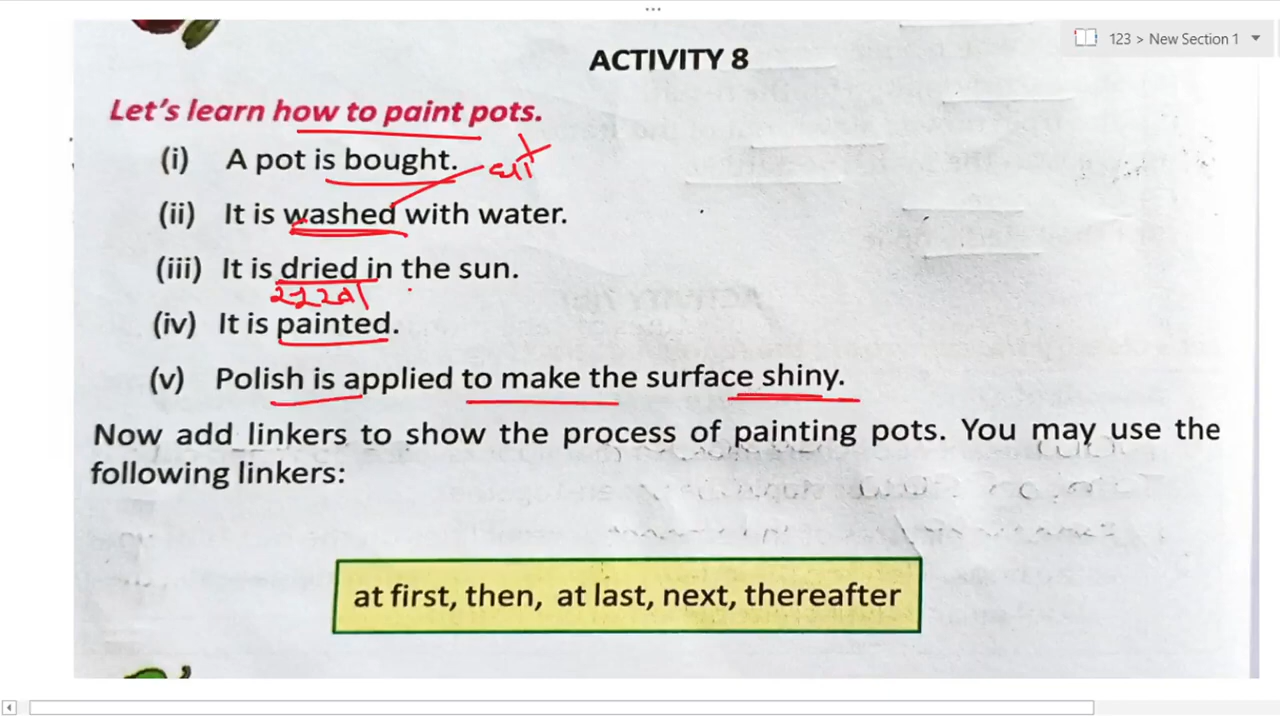 123 > New Section 1
ACTIVITY 8
Let's learn how to paint pots.
(i) A pot is bought.
(ii) It is washed with water.
(iii) It is dried in the sun.
(iv) It is painted.
(v) Polish is applied to make the surface shiny.
Now add linkers to show the process of painting pots. You may use the
following linkers:
at first, then, at last, next, thereafter